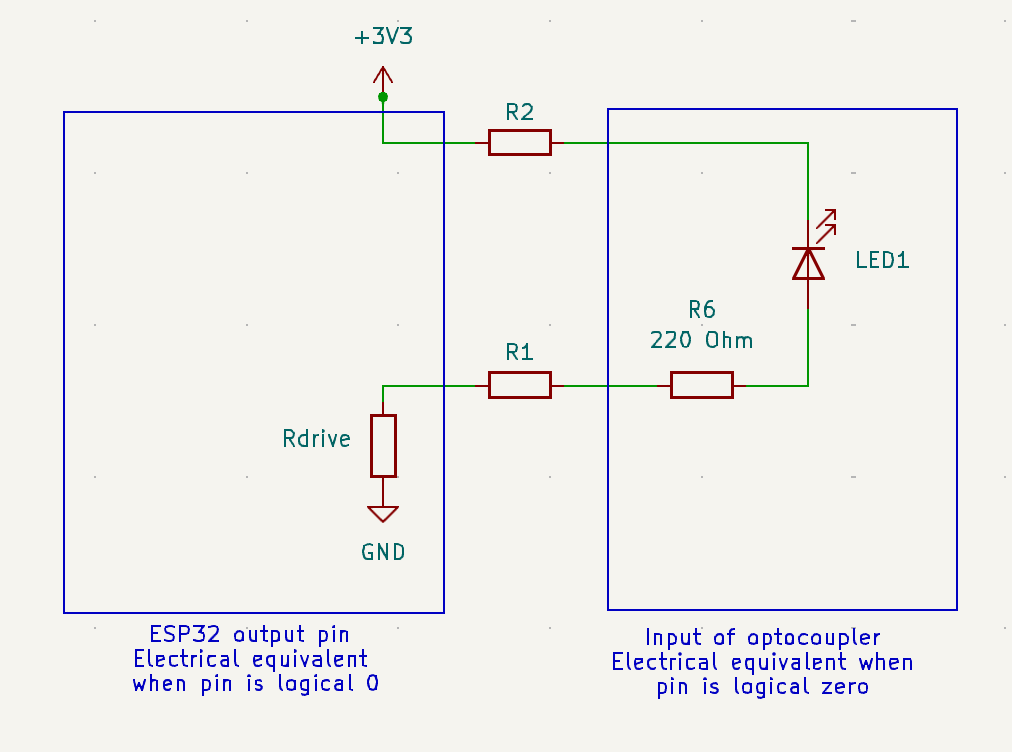 +3V3
R2
LED1
R6
220 Ohm
R1
Rdrive
GND
ESP32 output pin
Electrical equivalent
when pin is logical 0
Input of optocoupler
Electrical equivalent when
pin is logical zero